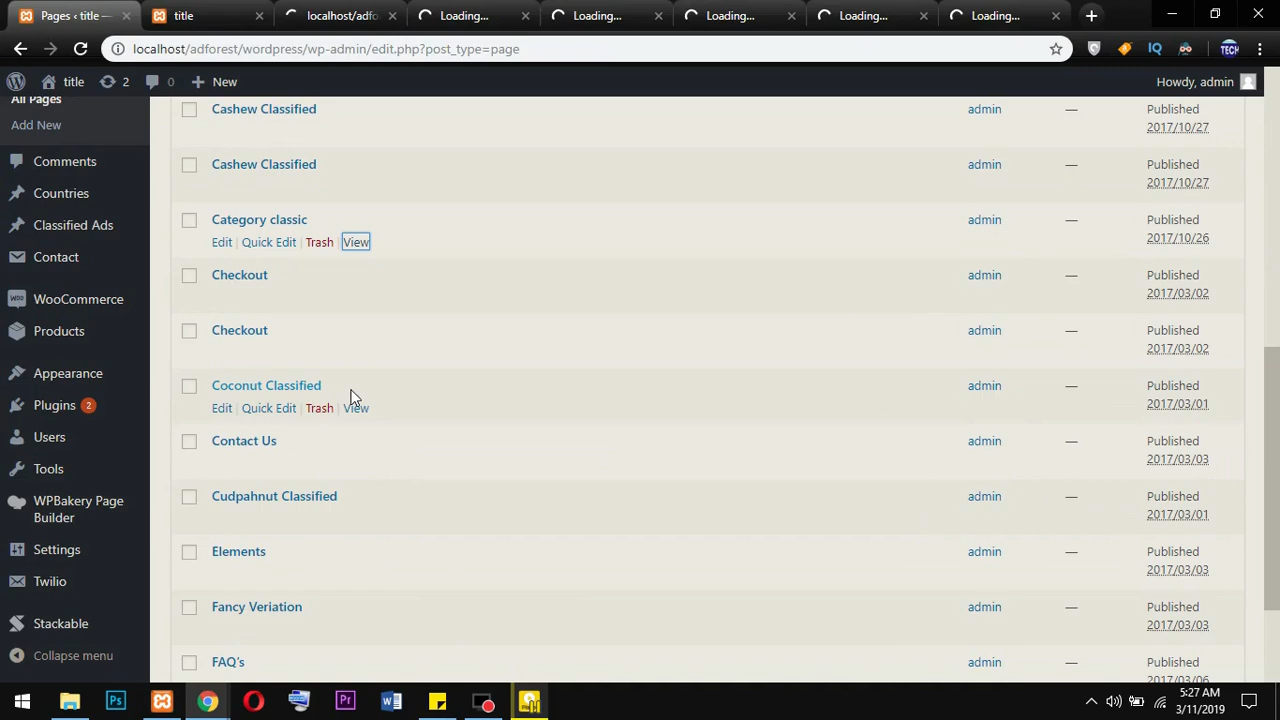 Pages ‹ title —
title
localhost/adfo
Loading...
Loading...
Loading...
Loading...
Loading...
localhost/adforest/wordpress/wp-admin/edit.php?post_type=page
IQ
TECH
title
2
0
New
Howdy, admin
All Pages
Add New
Comments
Countries
Classified Ads
Contact
WooCommerce
Products
Appearance
Plugins 2
Users
Tools
WPBakery Page
Builder
Settings
Twilio
Stackable
Collapse menu
Cashew Classified admin — Published
2017/10/27
Cashew Classified admin — Published
2017/10/27
Category classic admin — Published
Edit | Quick Edit | Trash | View 2017/10/26
Checkout admin — Published
2017/03/02
Checkout admin — Published
2017/03/02
Coconut Classified admin — Published
Edit | Quick Edit | Trash | View 2017/03/01
Contact Us admin — Published
2017/03/03
Cudpahnut Classified admin — Published
2017/03/01
Elements admin — Published
2017/03/03
Fancy Veriation admin — Published
2017/03/03
FAQ's admin — Published
2017/03/06
Ps
Pr
W
5:27 AM
3/11/2019